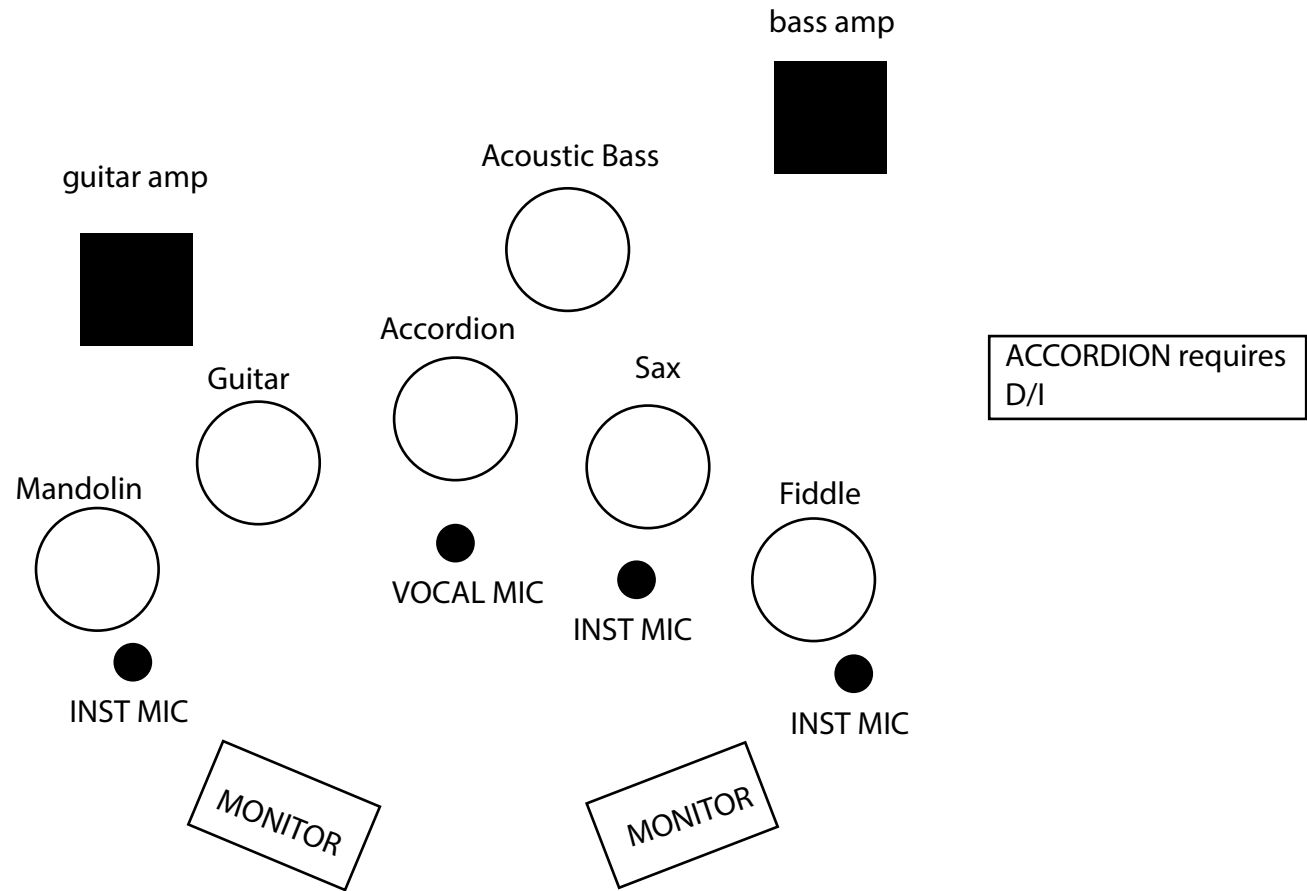 bass amp
Acoustic Bass
guitar amp
Accordion
Sax
ACCORDION requires
D/I
Guitar
Mandolin
Fiddle
VOCAL MIC
INST MIC
INST MIC
INST MIC
MONITOR
MONITOR